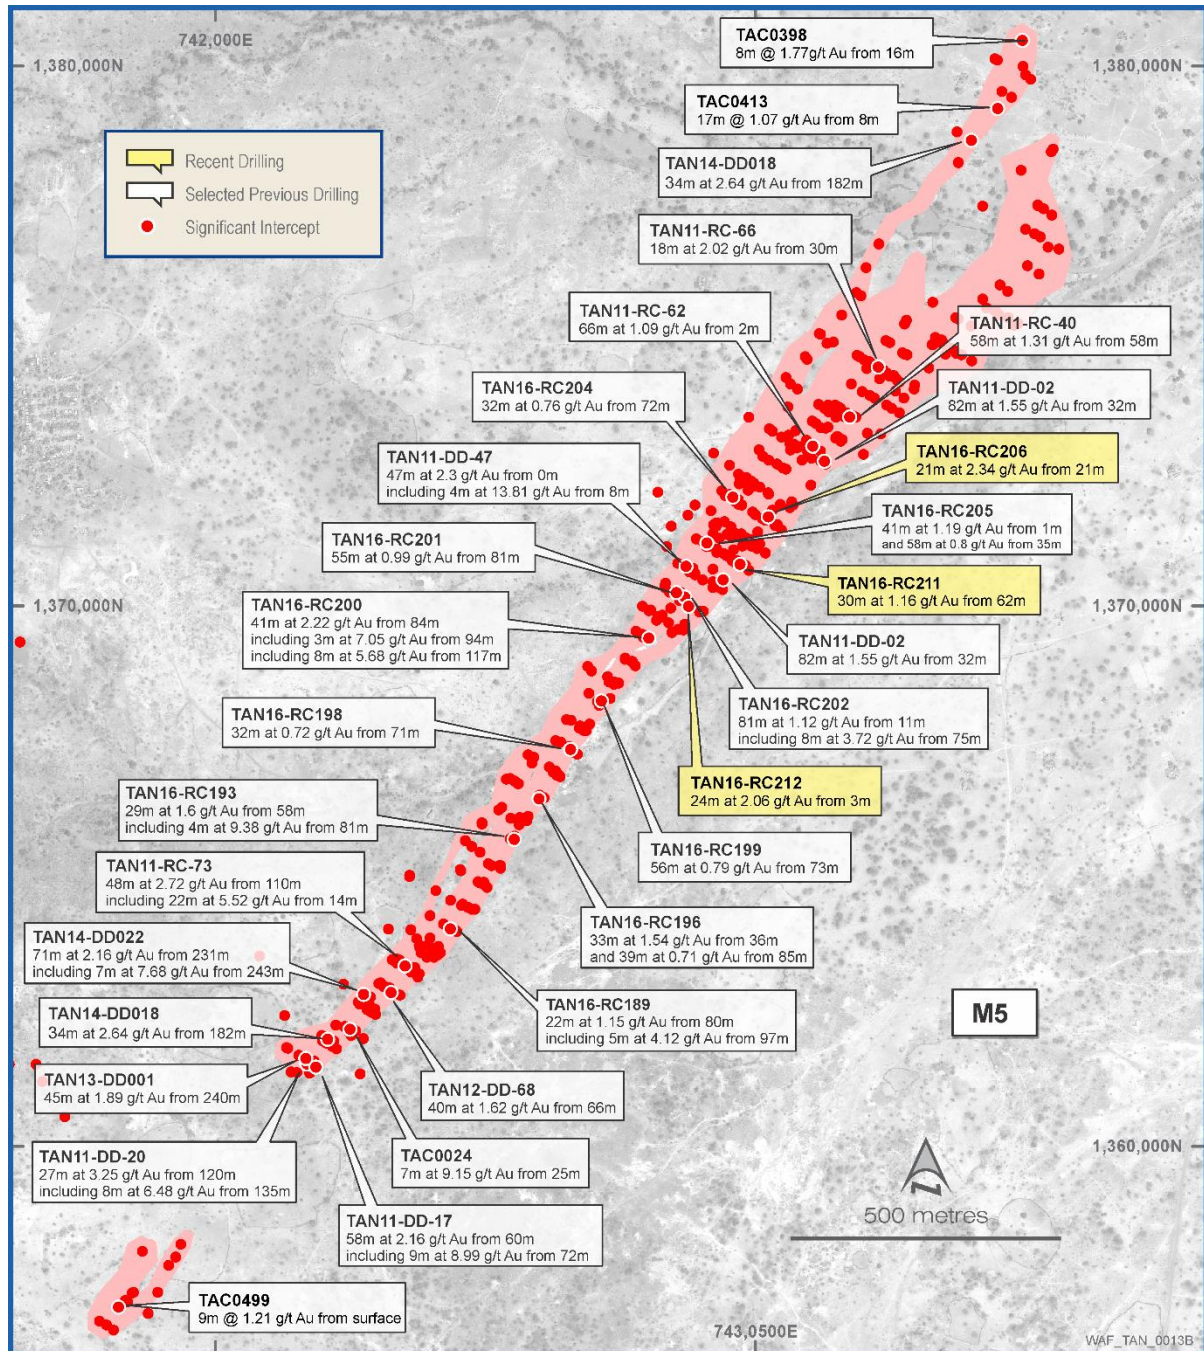 742,000E
TAC0398
8m @ 1.77g/t Au from 16m
1,380,000N
1,380,000N
TAC0413
17m @ 1.07 g/t Au from 8m
Recent Drilling
Selected Previous Drilling
Significant Intercept
TAN14-DD018
34m at 2.64 g/t Au from 182m
TAN11-RC-66
18m at 2.02 g/t Au from 30m
TAN11-RC-62
66m at 1.09 g/t Au from 2m
TAN11-RC-40
58m at 1.31 g/t Au from 58m
TAN16-RC204
32m at 0.76 g/t Au from 72m
TAN11-DD-02
82m at 1.55 g/t Au from 32m
TAN11-DD-47
47m at 2.3 g/t Au from 0m
including 4m at 13.81 g/t Au from 8m
TAN16-RC206
21m at 2.34 g/t Au from 21m
TAN16-RC205
41m at 1.19 g/t Au from 1m
and 58m at 0.8 g/t Au from 35m
TAN16-RC201
55m at 0.99 g/t Au from 81m
TAN16-RC211
30m at 1.16 g/t Au from 62m
1,370,000N
1,370,000N
TAN16-RC200
41m at 2.22 g/t Au from 84m
including 3m at 7.05 g/t Au from 94m
including 8m at 5.68 g/t Au from 117m
TAN11-DD-02
82m at 1.55 g/t Au from 32m
TAN16-RC202
81m at 1.12 g/t Au from 11m
including 8m at 3.72 g/t Au from 75m
TAN16-RC198
32m at 0.72 g/t Au from 71m
TAN16-RC212
24m at 2.06 g/t Au from 3m
TAN16-RC193
29m at 1.6 g/t Au from 58m
including 4m at 9.38 g/t Au from 81m
TAN16-RC199
56m at 0.79 g/t Au from 73m
TAN11-RC-73
48m at 2.72 g/t Au from 110m
including 22m at 5.52 g/t Au from 14m
TAN16-RC196
33m at 1.54 g/t Au from 36m
and 39m at 0.71 g/t Au from 85m
TAN14-DD022
71m at 2.16 g/t Au from 231m
including 7m at 7.68 g/t Au from 243m
TAN16-RC189
22m at 1.15 g/t Au from 80m
including 5m at 4.12 g/t Au from 97m
M5
TAN14-DD018
34m at 2.64 g/t Au from 182m
TAN13-DD001
45m at 1.89 g/t Au from 240m
TAN12-DD-68
40m at 1.62 g/t Au from 66m
TAN11-DD-20
27m at 3.25 g/t Au from 120m
including 8m at 6.48 g/t Au from 135m
TAC0024
7m at 9.15 g/t Au from 25m
1,360,000N
Z
500 metres
TAN11-DD-17
58m at 2.16 g/t Au from 60m
including 9m at 8.99 g/t Au from 72m
TAC0499
9m @ 1.21 g/t Au from surface
743,0500E
WAF_TAN_0013B